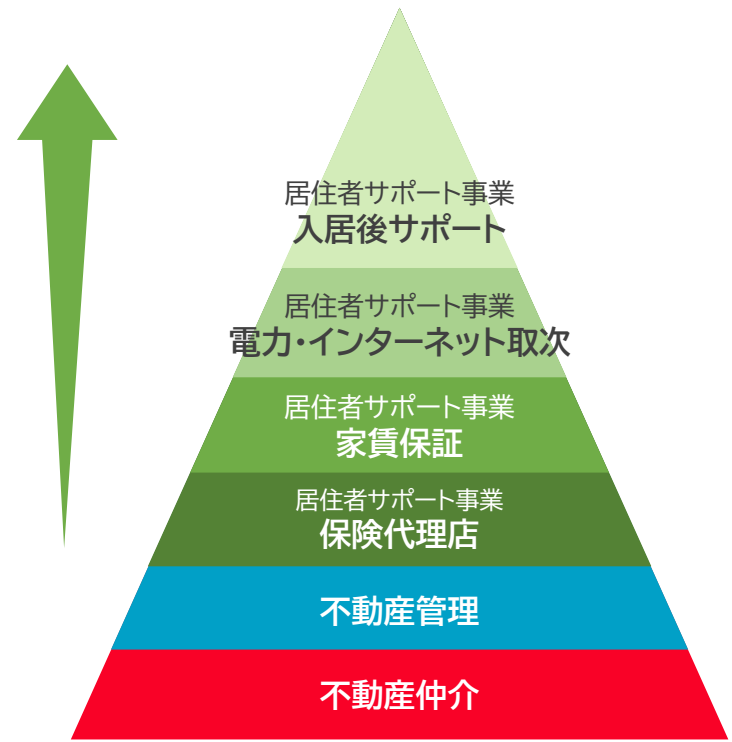 居住者サポート事業
入居後サポート
居住者サポート事業
電力・インターネット取次
居住者サポート事業
家賃保証
居住者サポート事業
保険代理店
不動産管理
不動産仲介